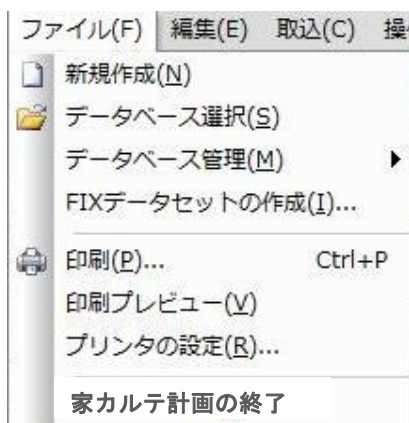 ファイル(F) 編集(E) 取込(C) 操
新規作成(N)
データベース選択(S)
データベース管理(M)
FIXデータセットの作成(I)...
印刷(P)... Ctrl+P
印刷プレビュー(V)
プリンタの設定(R)...
家カルテ計画の終了